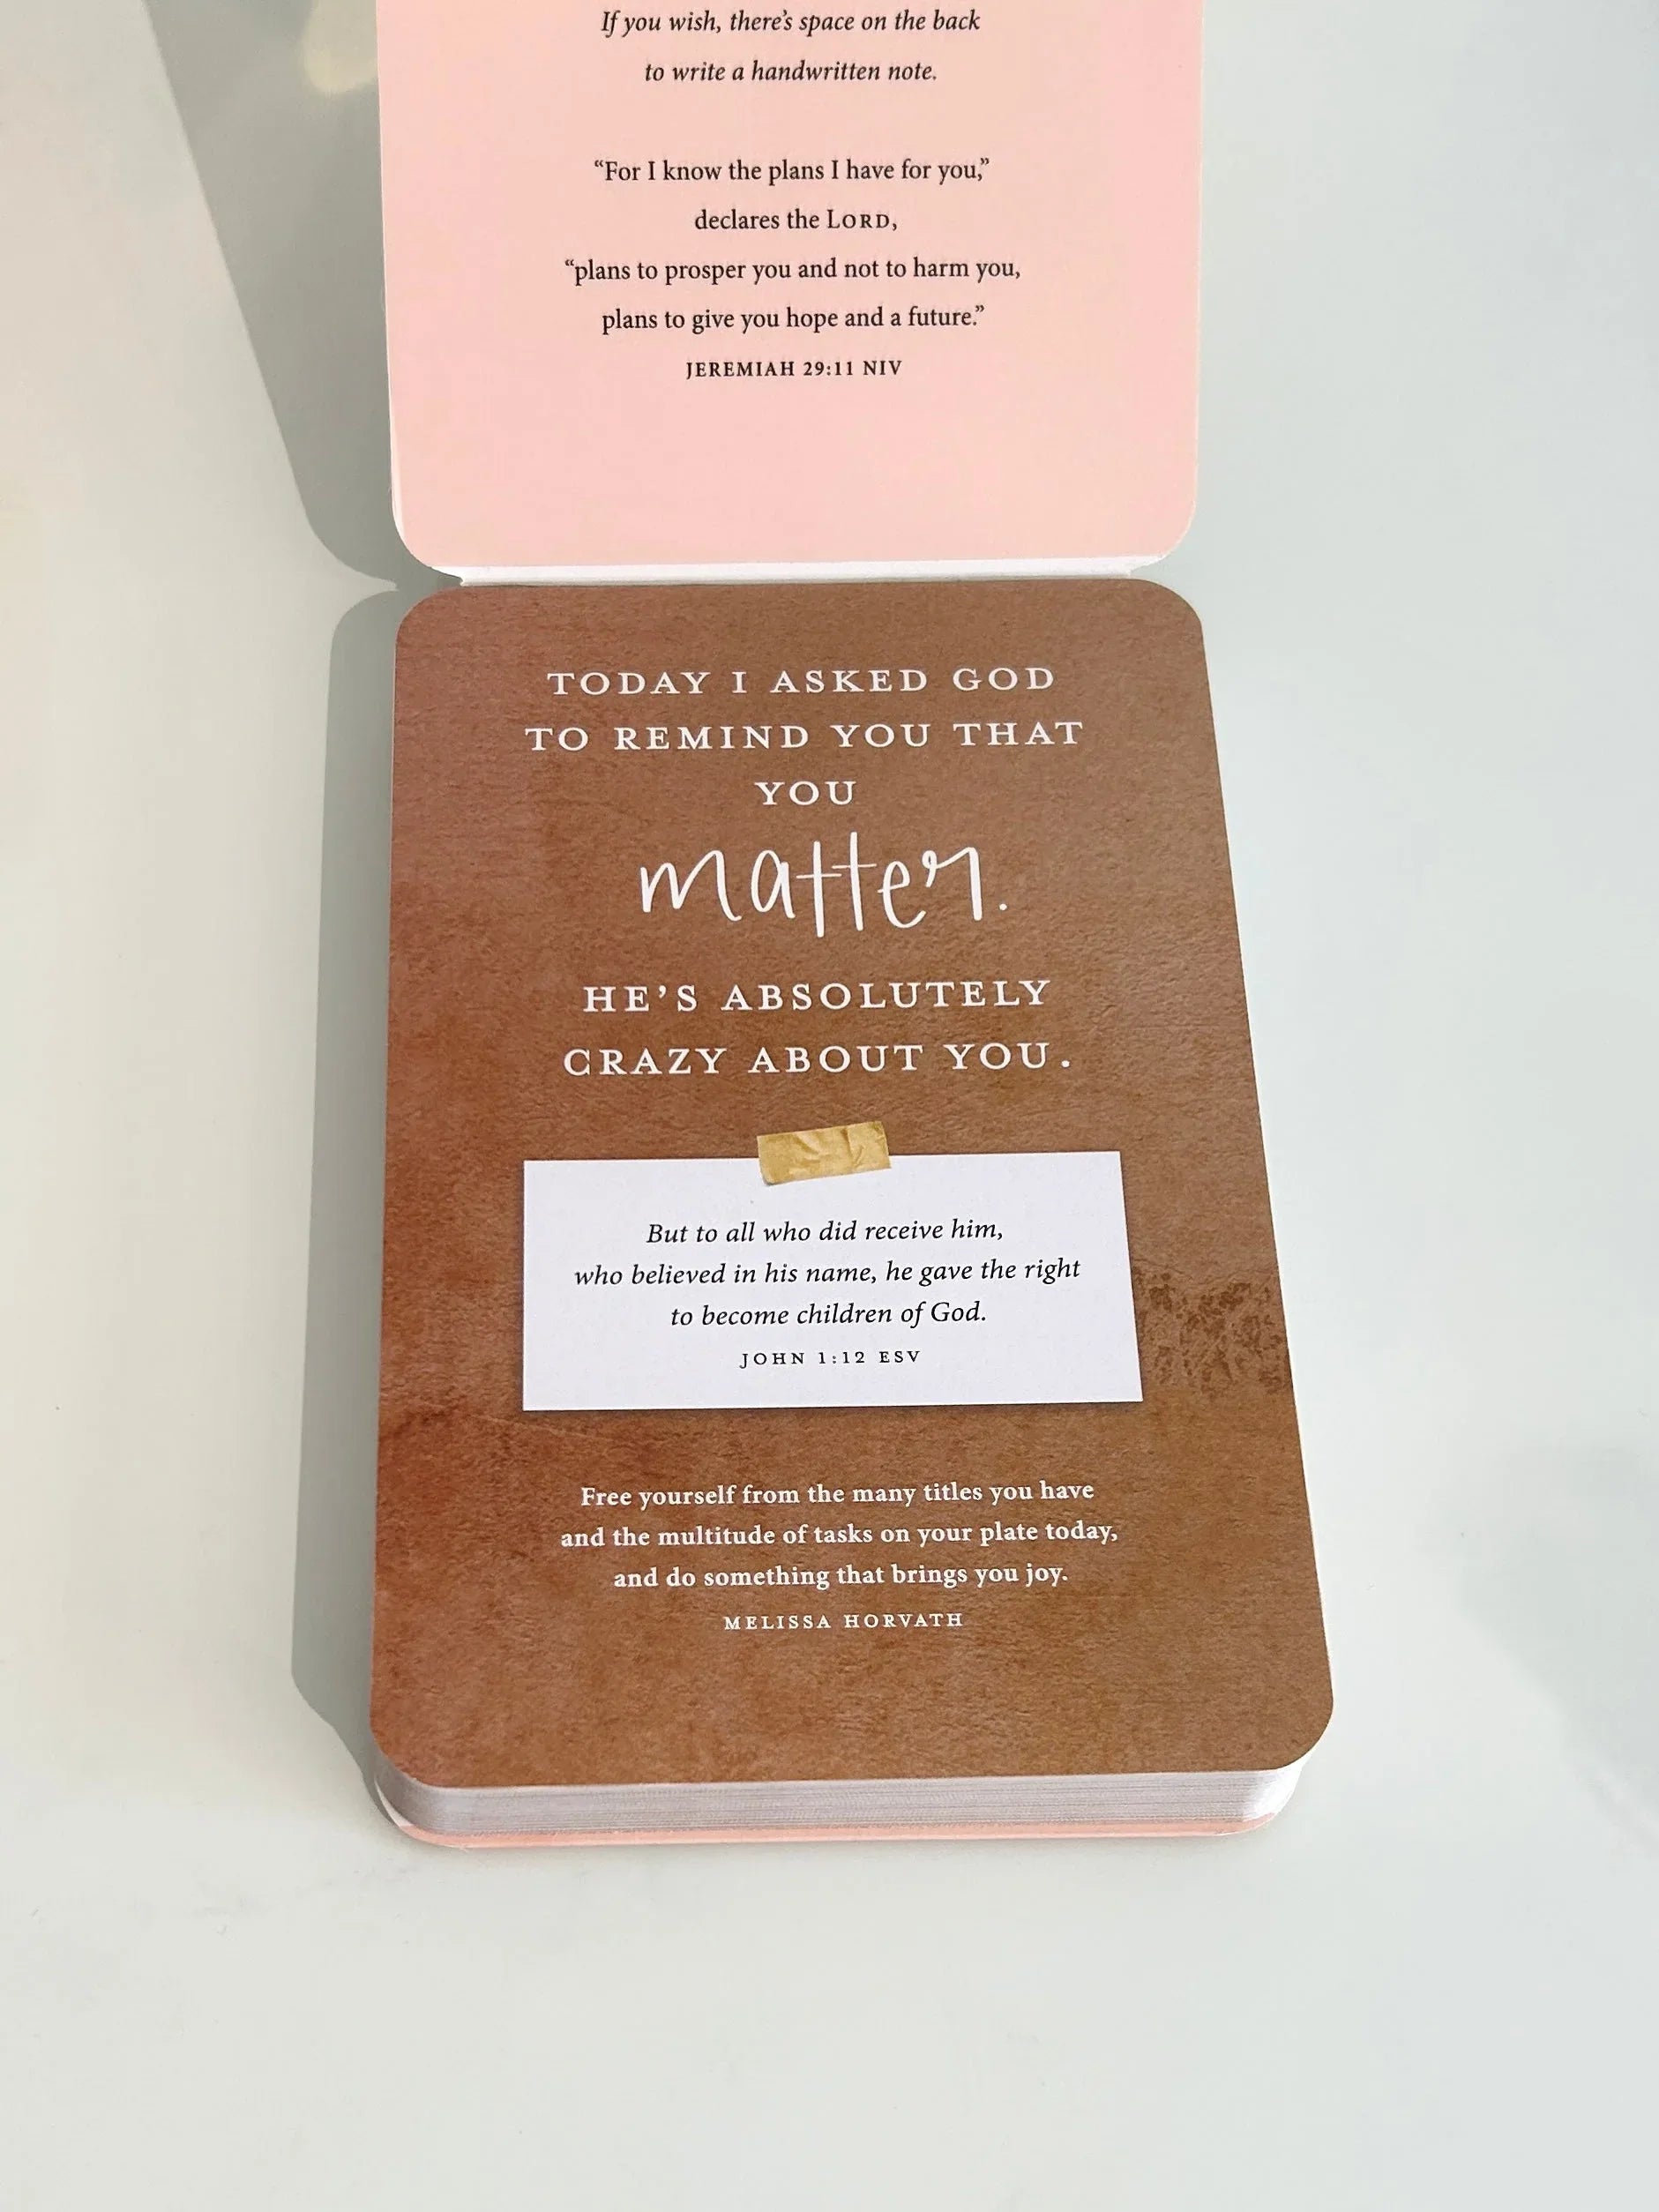 If you wish, there's space on the back
to write a handwritten note.
“For I know the plans I have for you,”
declares the LORD,
“plans to prosper you and not to harm you,
plans to give you hope and a future.”
JEREMIAH 29:11 NIV
TODAY I ASKED GOD
TO REMIND YOU THAT
YOU
matter.
HE'S ABSOLUTELY
CRAZY ABOUT YOU.
But to all who did receive him,
who believed in his name, he gave the right
to become children of God.
JOHN 1:12 ESV
Free yourself from the many titles you have
and the multitude of tasks on your plate today,
and do something that brings you joy.
MELISSA HORVATH